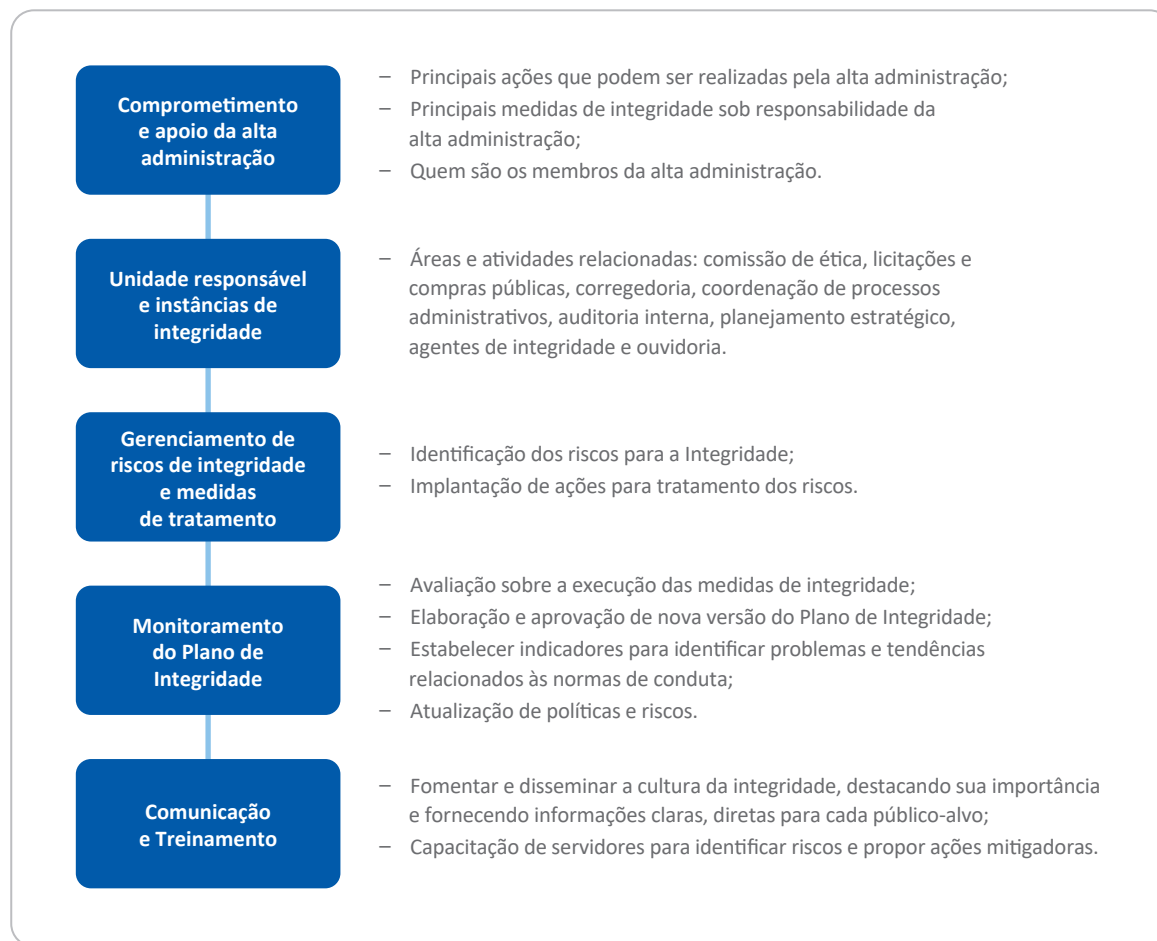 Comprometimento
e apoio da alta
administração
– Principais ações que podem ser realizadas pela alta administração;
– Principais medidas de integridade sob responsabilidade da
alta administração;
– Quem são os membros da alta administração.
Unidade responsável
e instâncias de
integridade
– Áreas e atividades relacionadas: comissão de ética, licitações e
compras públicas, corregedoria, coordenação de processos
administrativos, auditoria interna, planejamento estratégico,
agentes de integridade e ouvidoria.
Gerenciamento de
riscos de integridade
e medidas
de tratamento
– Identificação dos riscos para a Integridade;
– Implantação de ações para tratamento dos riscos.
Monitoramento
do Plano de
Integridade
– Avaliação sobre a execução das medidas de integridade;
– Elaboração e aprovação de nova versão do Plano de Integridade;
– Estabelecer indicadores para identificar problemas e tendências
relacionados às normas de conduta;
– Atualização de políticas e riscos.
Comunicação
e Treinamento
– Fomentar e disseminar a cultura da integridade, destacando sua importância
e fornecendo informações claras, diretas para cada público-alvo;
– Capacitação de servidores para identificar riscos e propor ações mitigadoras.